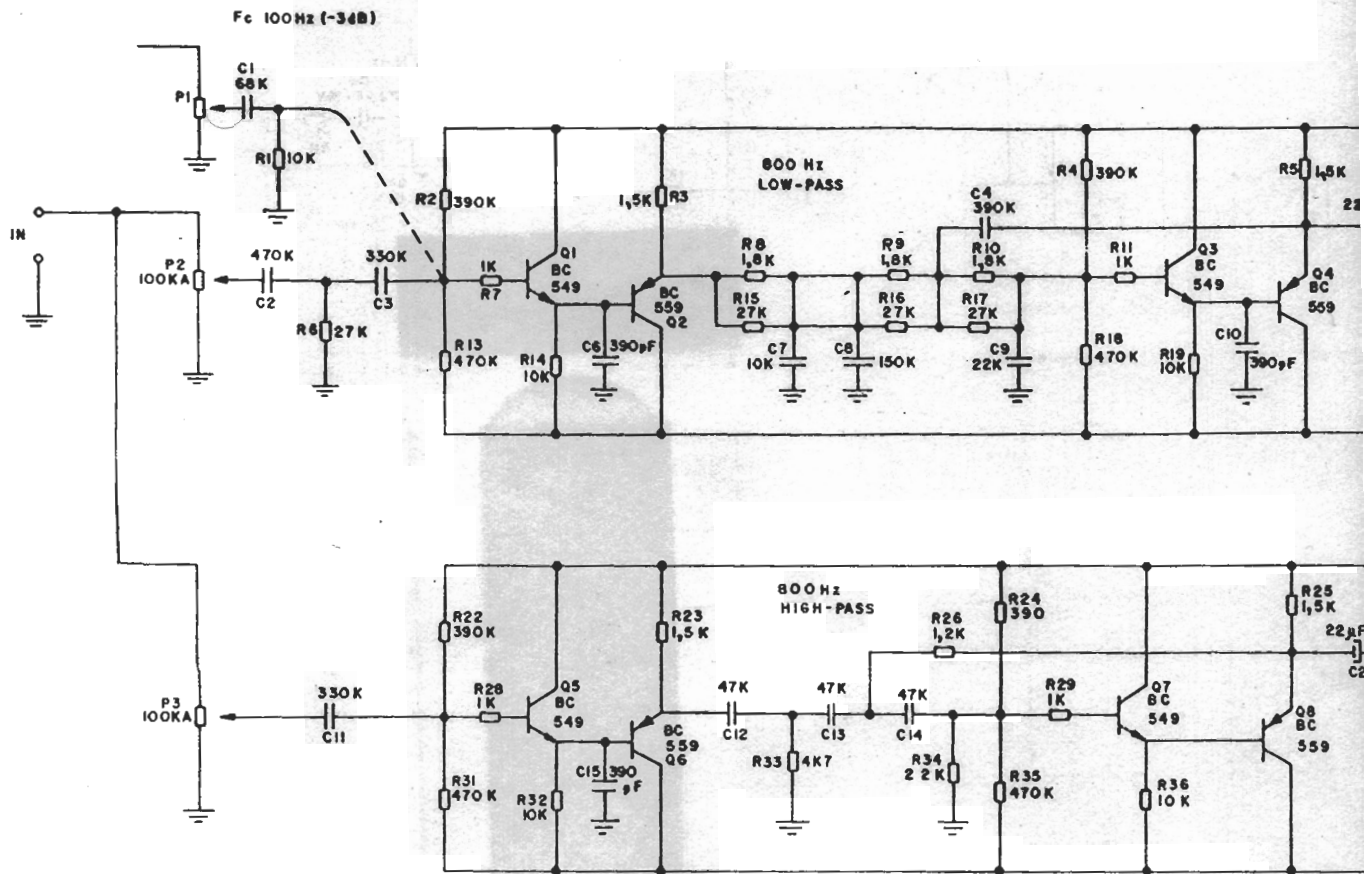 Fc 100Hz (-3dB)
C1
68K
P1
R1 10K
IN
P2
100KA
470K
C2
330K
C3
R6 27K
R2
390K
1K
R7
R13
470K
Q1
BC
549
R14
10K
C6 390pF
1,5K R3
BC
559
Q2
800 Hz
LOW-PASS
R8
1,8K
R15
27K
C7
10K
R9
1,8K
R16
27K
C8
150K
C4
390K
R10
1,8K
R17
27K
C9
22K
R4 390K
R11
1K
R18
470K
Q3
BC
549
R19
10K
C10
390pF
R5 1,5K
22
Q4
BC
559
P3
100KA
330K
C11
R22
390K
R28
1K
R31
470K
Q5
BC
549
R32
10K
C15 390
pF
R23
1,5K
BC
559
Q6
800Hz
HIGH-PASS
47K
C12
R33 4K7
47K
C13
R26
1,2K
47K
C14
R34
22K
R24
390
R35
470K
R29
1K
Q7
BC
549
R36
10K
R25
1,5K
22µF
C2
Q8
BC
559